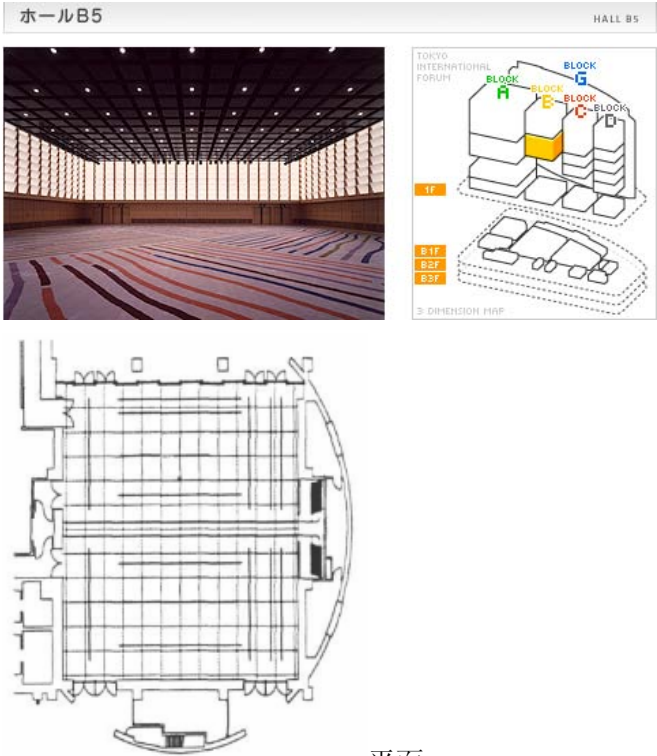 ホールB5
HALL B5
TOKYO
INTERNATIONAL
FORUM
BLOCK
A
BLOCK
B
BLOCK
G
BLOCK
C
BLOCK
D
1F
B1F
B2F
B3F
3 DIMENSION MAP